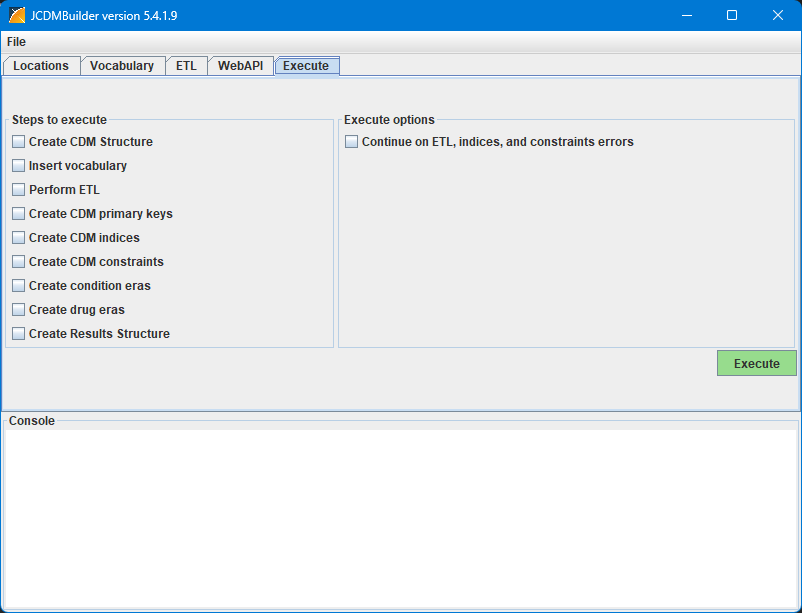 JCDMBuilder version 5.4.1.9
File
Locations Vocabulary ETL WebAPI Execute
Steps to execute
Create CDM Structure
Insert vocabulary
Perform ETL
Create CDM primary keys
Create CDM indices
Create CDM constraints
Create condition eras
Create drug eras
Create Results Structure
Execute options
Continue on ETL, indices, and constraints errors
Execute
Console